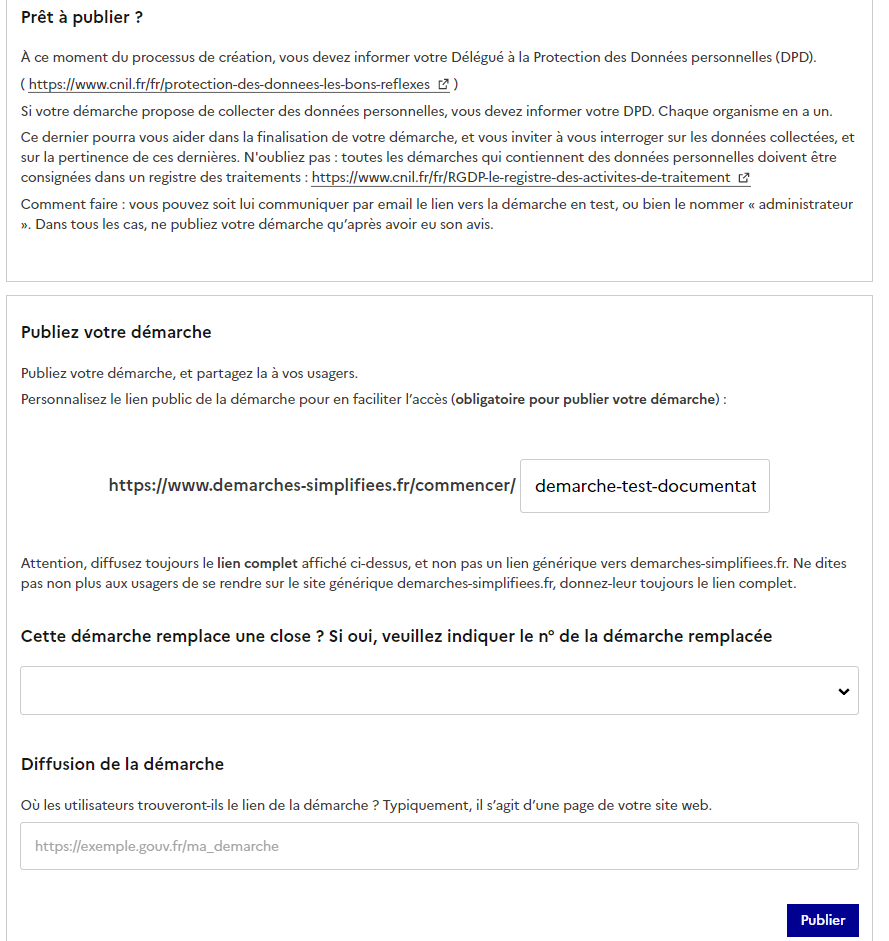 Prêt à publier ?
À ce moment du processus de création, vous devez informer votre Délégué à la Protection des Données personnelles (DPD).
( https://www.cnil.fr/fr/protection-des-donnees-les-bons-reflexes )
Si votre démarche propose de collecter des données personnelles, vous devez informer votre DPD. Chaque organisme en a un.
Ce dernier pourra vous aider dans la finalisation de votre démarche, et vous inviter à vous interroger sur les données collectées, et
sur la pertinence de ces dernières. N'oubliez pas : toutes les démarches qui contiennent des données personnelles doivent être
consignées dans un registre des traitements : https://www.cnil.fr/fr/RGDP-le-registre-des-activites-de-traitement
Comment faire : vous pouvez soit lui communiquer par email le lien vers la démarche en test, ou bien le nommer « administrateur
». Dans tous les cas, ne publiez votre démarche qu’après avoir eu son avis.
Publiez votre démarche
Publiez votre démarche, et partagez la à vos usagers.
Personnalisez le lien public de la démarche pour en faciliter l’accès (obligatoire pour publier votre démarche) :
https://www.demarches-simplifiees.fr/commencer/ demarche-test-documentat
Attention, diffusez toujours le lien complet affiché ci-dessus, et non pas un lien générique vers demarches-simplifiees.fr. Ne dites
pas non plus aux usagers de se rendre sur le site générique demarches-simplifiees.fr, donnez-leur toujours le lien complet.
Cette démarche remplace une close ? Si oui, veuillez indiquer le n° de la démarche remplacée
Diffusion de la démarche
Où les utilisateurs trouveront-ils le lien de la démarche ? Typiquement, il s’agit d’une page de votre site web.
https://exemple.gouv.fr/ma_demarche
Publier